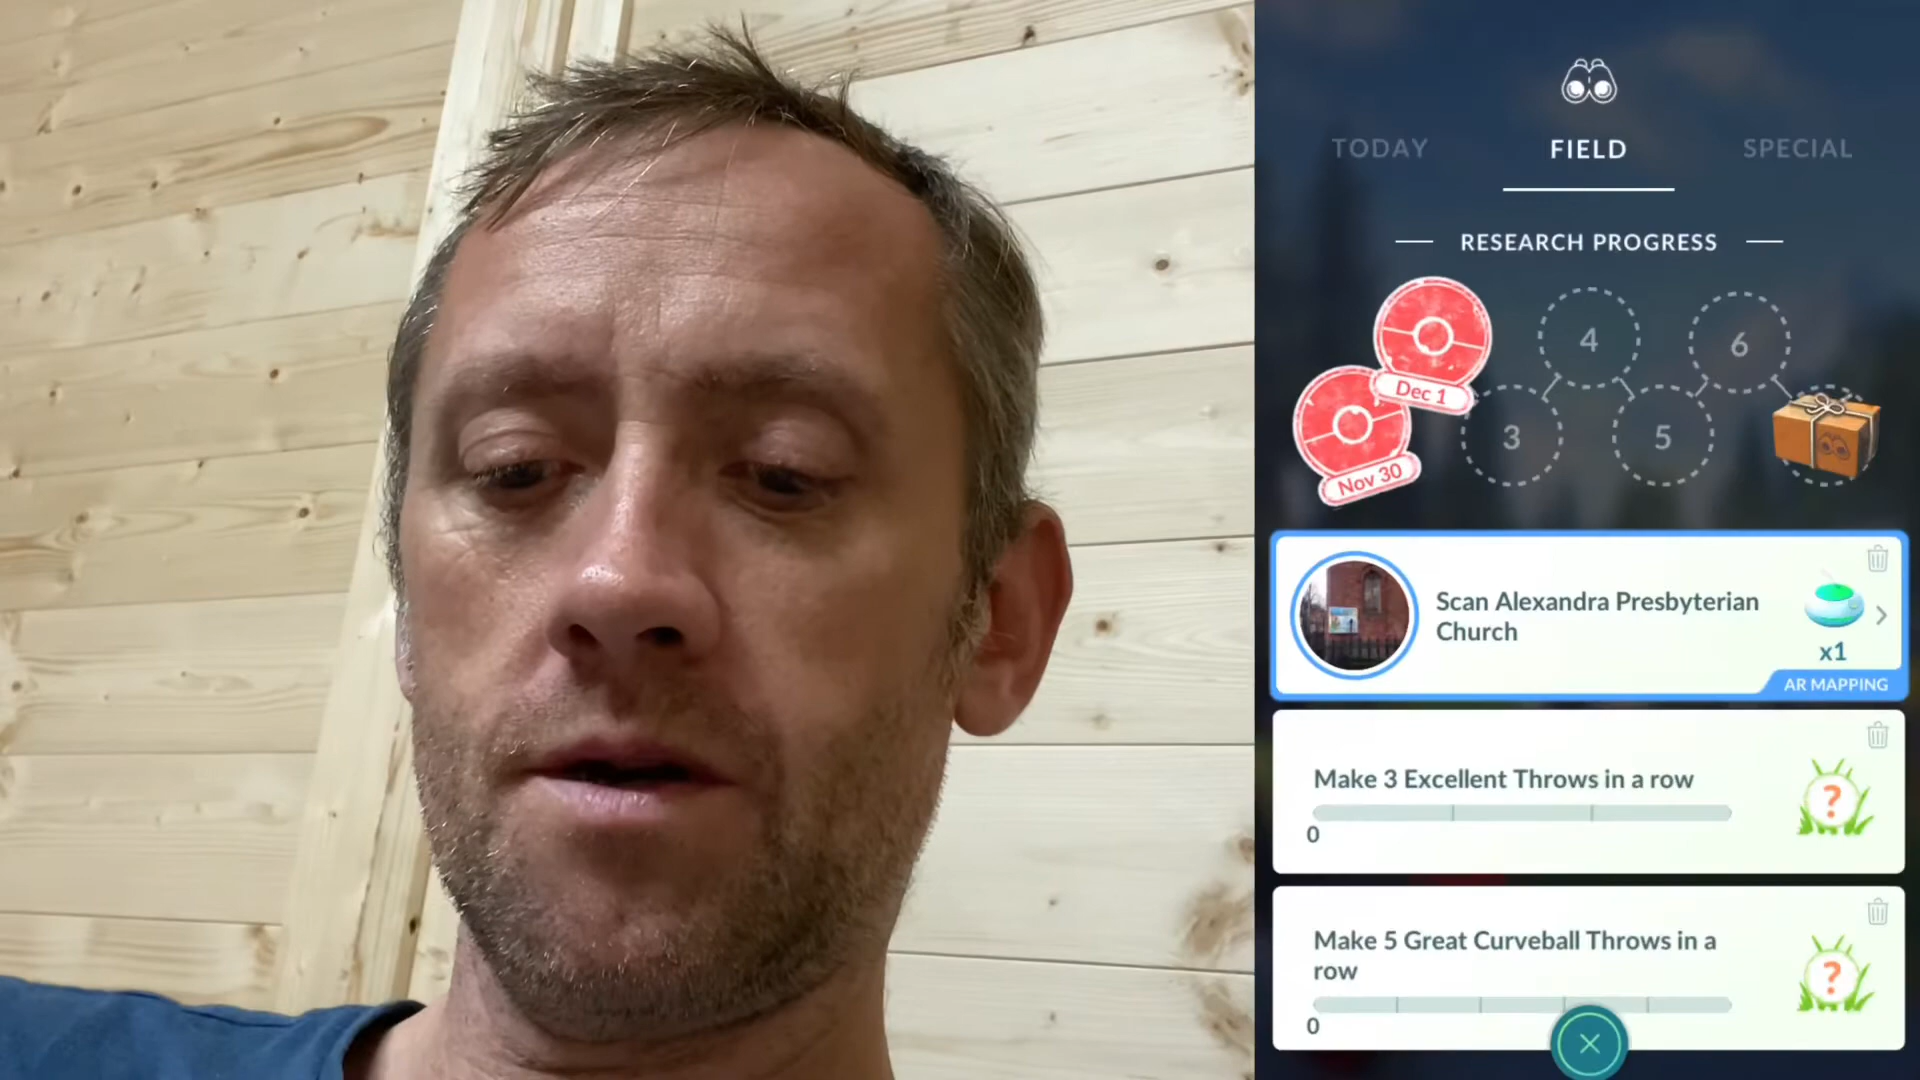 TODAY
FIELD
SPECIAL
RESEARCH PROGRESS
Dec 1
4
6
Nov 30
3
5
Scan Alexandra Presbyterian
Church
x1
AR MAPPING
Make 3 Excellent Throws in a row
?
0
Make 5 Great Curveball Throws in a
row
?
0